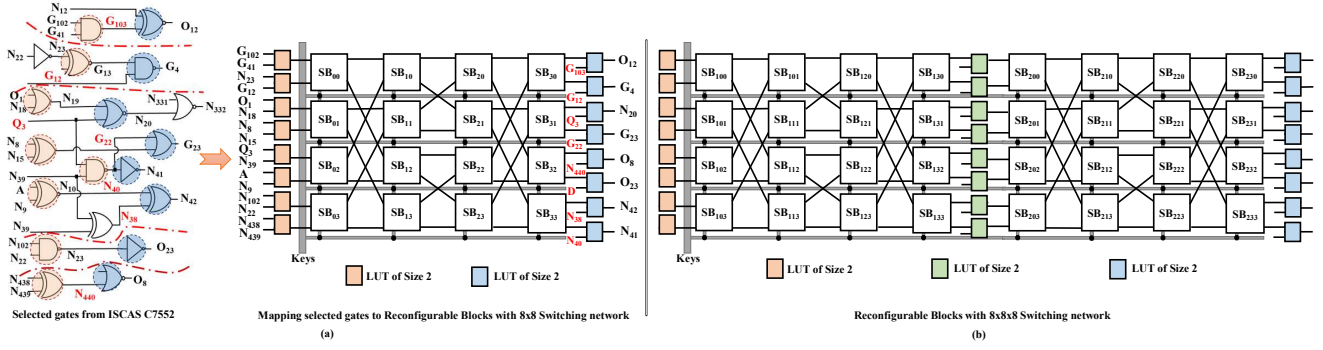 N12
G102
G41
G103
O12
N22
N23
G12
G13
G4
O1
N18
N19
N331
N332
Q3
N20
N8
N15
G22
G23
N39
N40
N41
A
N10
N9
N42
N39
N38
N102
N22
N23
O23
N438
N439
N440
O8
Selected gates from ISCAS C7552
G102
G41
N23
G12
O1
N18
N8
N15
Q3
N39
A
N9
N102
N22
N438
N439
SB00 SB10 SB20 SB30
SB01 SB11 SB21 SB31
SB02 SB12 SB22 SB32
SB03 SB13 SB23 SB33
G103
G12
Q3
G22
N440
D
N38
N40
O12
G4
N20
G23
O8
O23
N42
N41
Keys
LUT of Size 2 LUT of Size 2
Mapping selected gates to Reconfigurable Blocks with 8x8 Switching network
(a)
SB100 SB101 SB120 SB130 SB200 SB210 SB220 SB230
SB101 SB111 SB121 SB131 SB201 SB211 SB221 SB231
SB102 SB112 SB122 SB132 SB202 SB212 SB222 SB232
SB103 SB113 SB123 SB133 SB203 SB213 SB223 SB233
Keys
LUT of Size 2 LUT of Size 2 LUT of Size 2
Reconfigurable Blocks with 8x8x8 Switching network
(b)